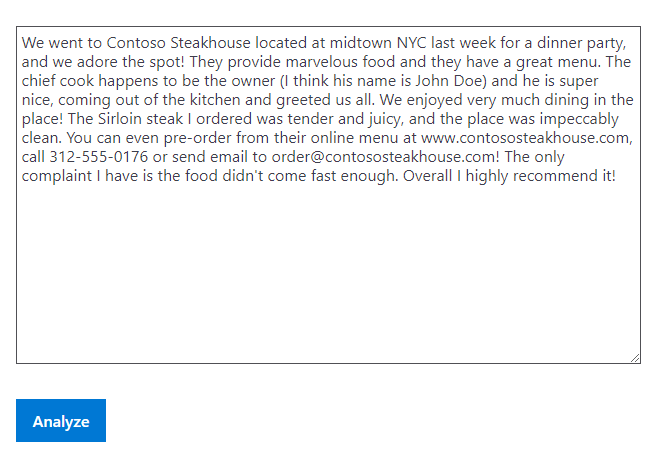 We went to Contoso Steakhouse located at midtown NYC last week for a dinner party,
and we adore the spot! They provide marvelous food and they have a great menu. The
chief cook happens to be the owner (I think his name is John Doe) and he is super
nice, coming out of the kitchen and greeted us all. We enjoyed very much dining in the
place! The Sirloin steak I ordered was tender and juicy, and the place was impeccably
clean. You can even pre-order from their online menu at www.contososteakhouse.com,
call 312-555-0176 or send email to order@contososteakhouse.com! The only
complaint I have is the food didn't come fast enough. Overall I highly recommend it!
Analyze